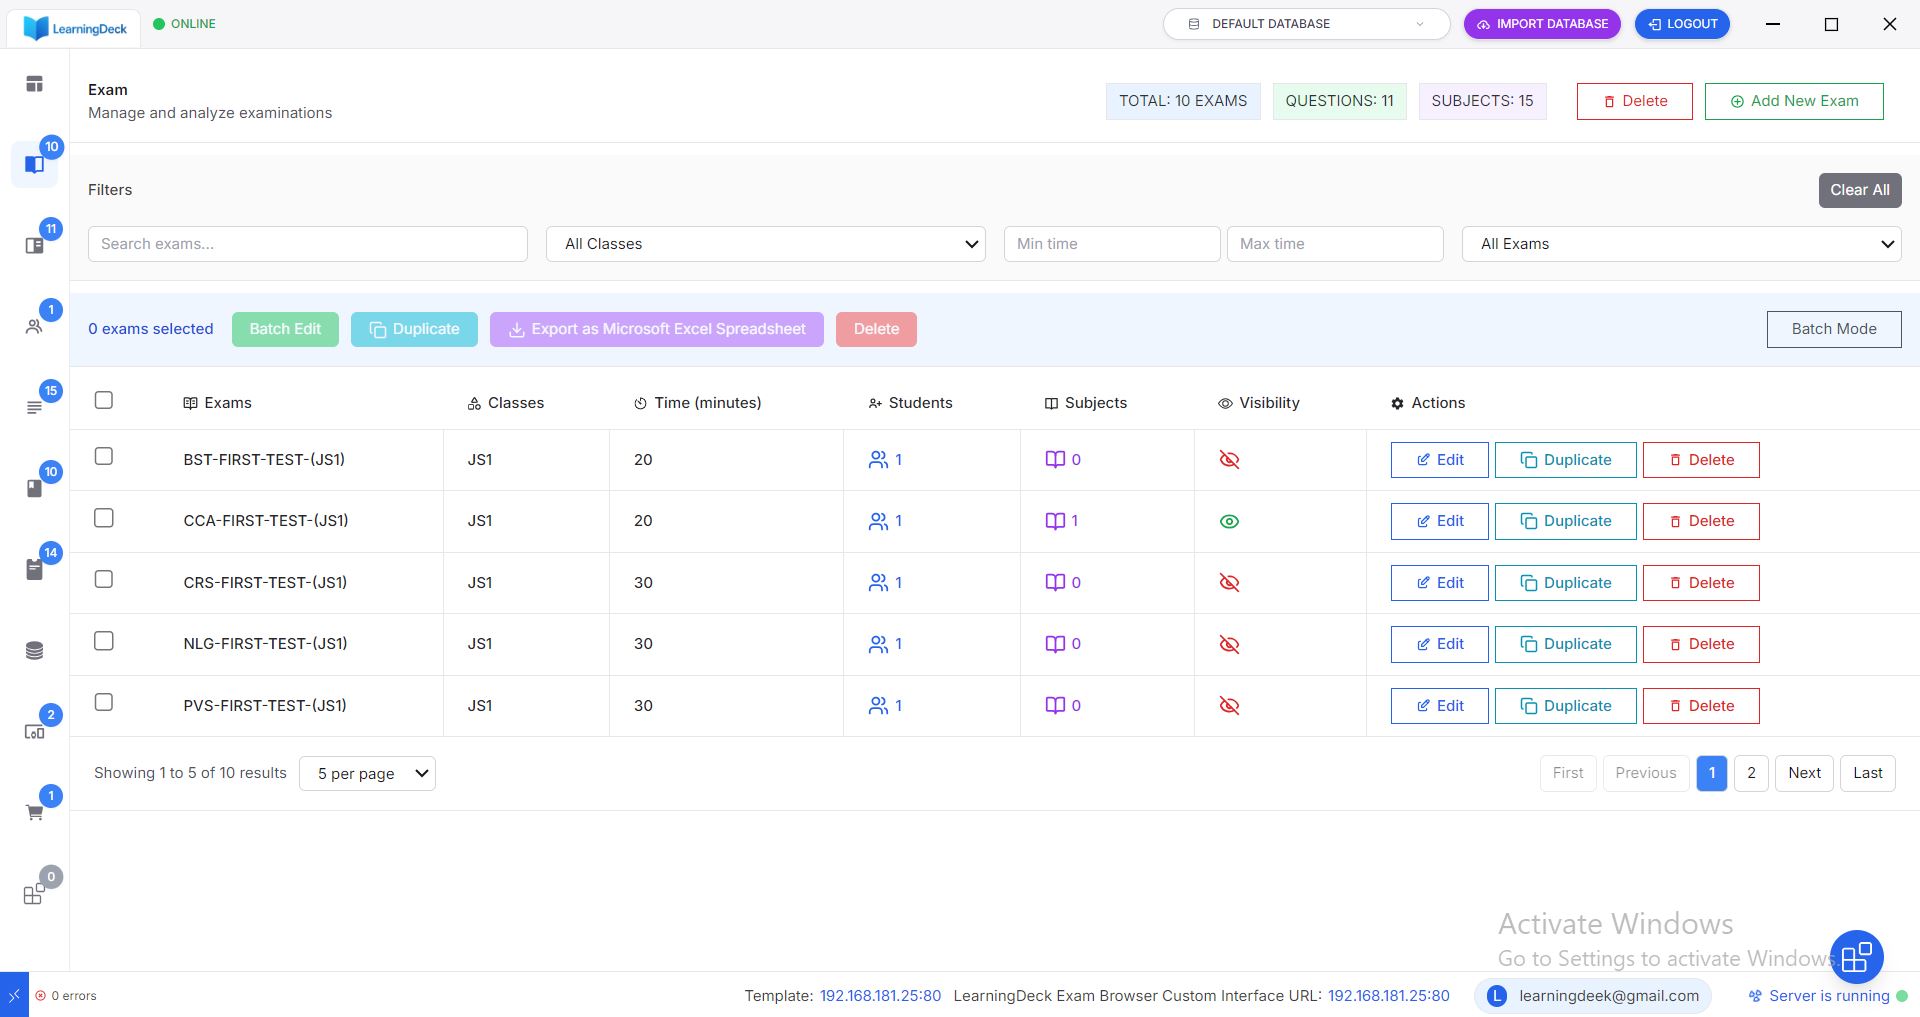 LearningDeck
ONLINE
DEFAULT DATABASE
IMPORT DATABASE
LOGOUT
Exam
Manage and analyze examinations
TOTAL: 10 EXAMS
QUESTIONS: 11
SUBJECTS: 15
Delete
Add New Exam
10
11
1
15
10
14
2
1
0
Filters
Clear All
Search exams...
All Classes
Min time
Max time
All Exams
0 exams selected
Batch Edit
Duplicate
Export as Microsoft Excel Spreadsheet
Delete
Batch Mode
Exams Classes Time (minutes) Students Subjects Visibility Actions
BST-FIRST-TEST-(JS1) JS1 20 1 0 Edit Duplicate Delete
CCA-FIRST-TEST-(JS1) JS1 20 1 1 Edit Duplicate Delete
CRS-FIRST-TEST-(JS1) JS1 30 1 0 Edit Duplicate Delete
NLG-FIRST-TEST-(JS1) JS1 30 1 0 Edit Duplicate Delete
PVS-FIRST-TEST-(JS1) JS1 30 1 0 Edit Duplicate Delete
Showing 1 to 5 of 10 results
5 per page
First Previous 1 2 Next Last
Activate Windows
Go to Settings to activate Windows.
0 errors
Template: 192.168.181.25:80 LearningDeck Exam Browser Custom Interface URL: 192.168.181.25:80
L learningdeek@gmail.com
Server is running